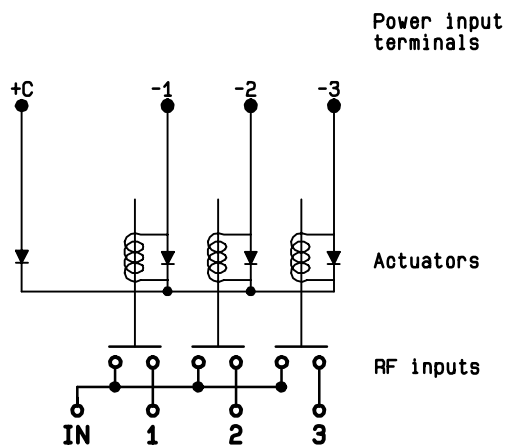 Power input
terminals
+C -1 -2 -3
Actuators
RF inputs
IN 1 2 3